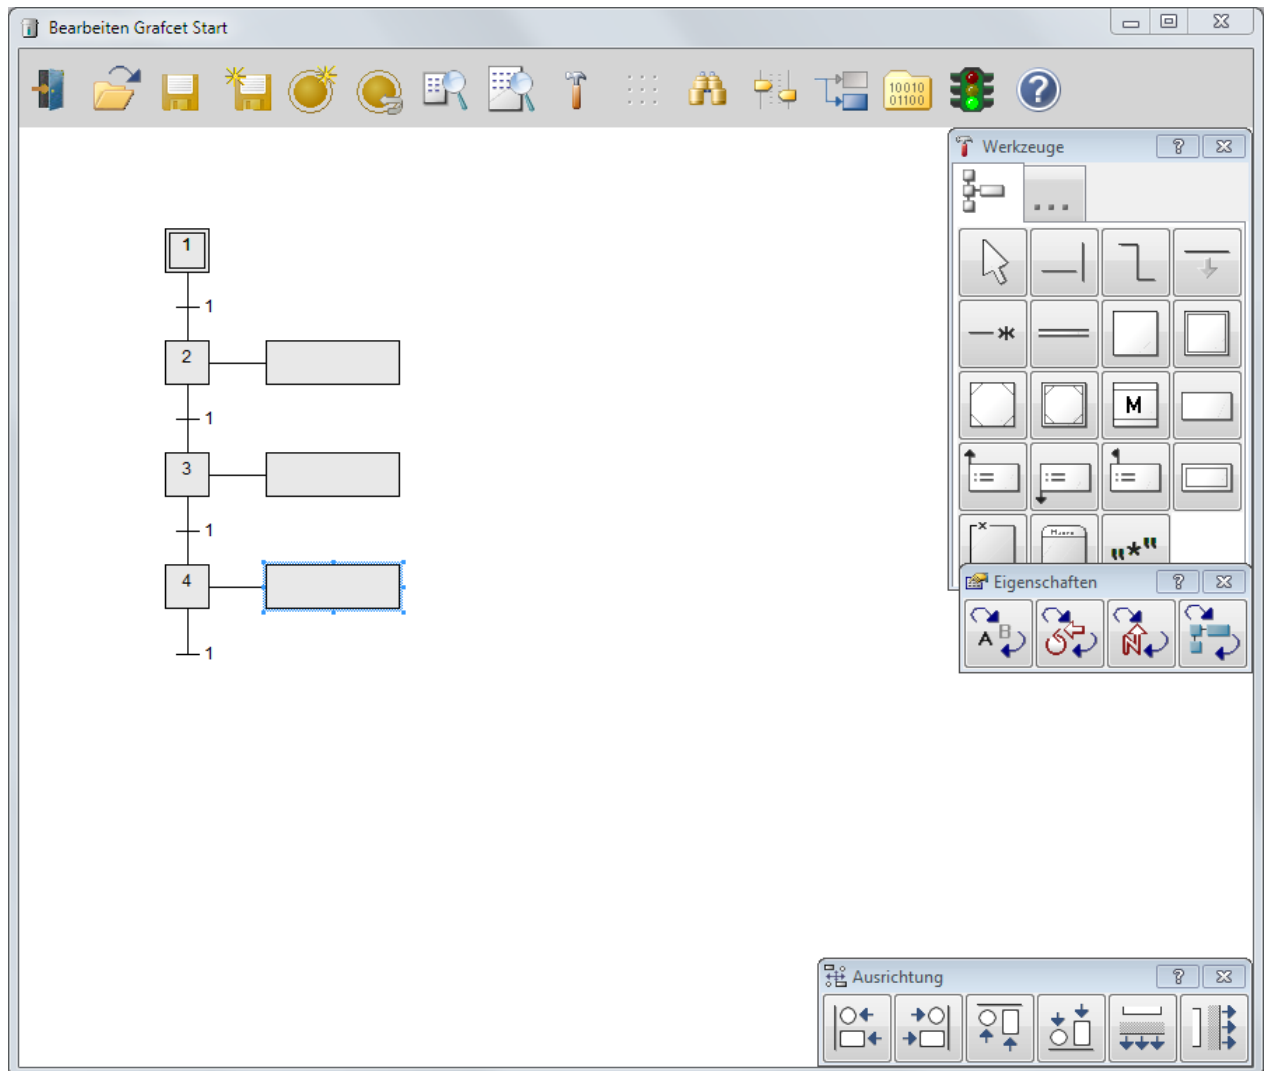 Bearbeiten Grafcet Start
10010
01100
?
Werkzeuge
?
1
1
2
1
M
3
:=
:=
:=
1
"*"
4
Eigenschaften
?
A B
N
1
Ausrichtung
?